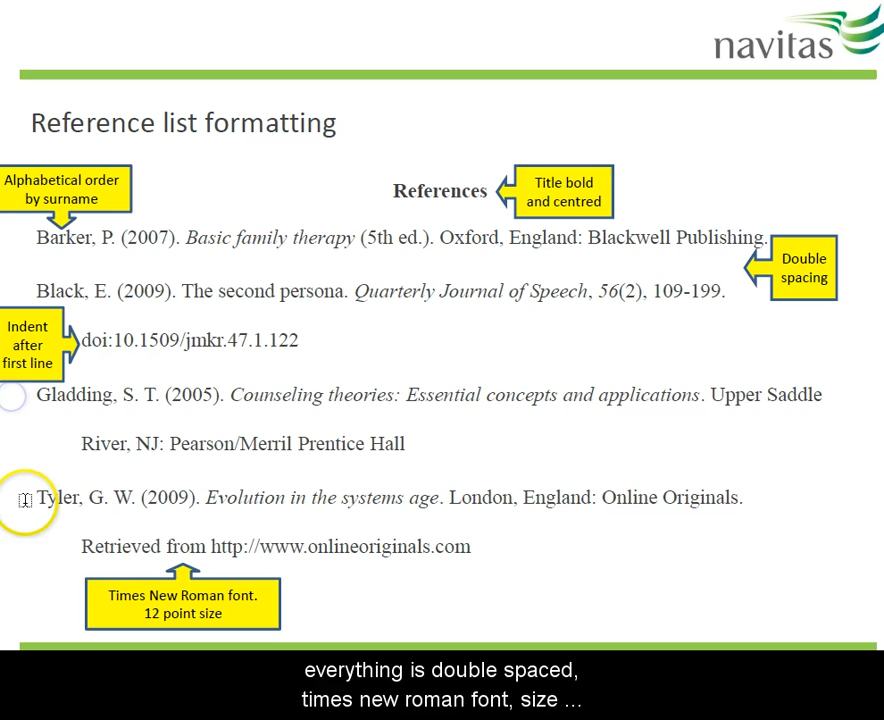 navitas
Reference list formatting
Alphabetical order
by surname
References
Title bold
and centred
Barker, P. (2007). Basic family therapy (5th ed.). Oxford, England: Blackwell Publishing.
Double
spacing
Black, E. (2009). The second persona. Quarterly Journal of Speech, 56(2), 109-199.
Indent
after
first line
doi:10.1509/jmkr.47.1.122
Gladding, S. T. (2005). Counseling theories: Essential concepts and applications. Upper Saddle
River, NJ: Pearson/Merril Prentice Hall
Tyler, G. W. (2009). Evolution in the systems age. London, England: Online Originals.
Retrieved from http://www.onlineoriginals.com
Times New Roman font.
12 point size
everything is double spaced,
times new roman font, size ...